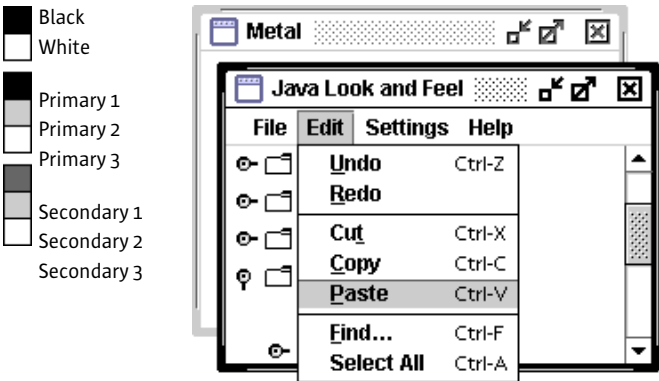 Black
White
Primary 1
Primary 2
Primary 3
Secondary 1
Secondary 2
Secondary 3
Metal
Java Look and Feel
File Edit Settings Help
Undo Ctrl-Z
Redo
Cut Ctrl-X
Copy Ctrl-C
Paste Ctrl-V
Find... Ctrl-F
Select All Ctrl-A